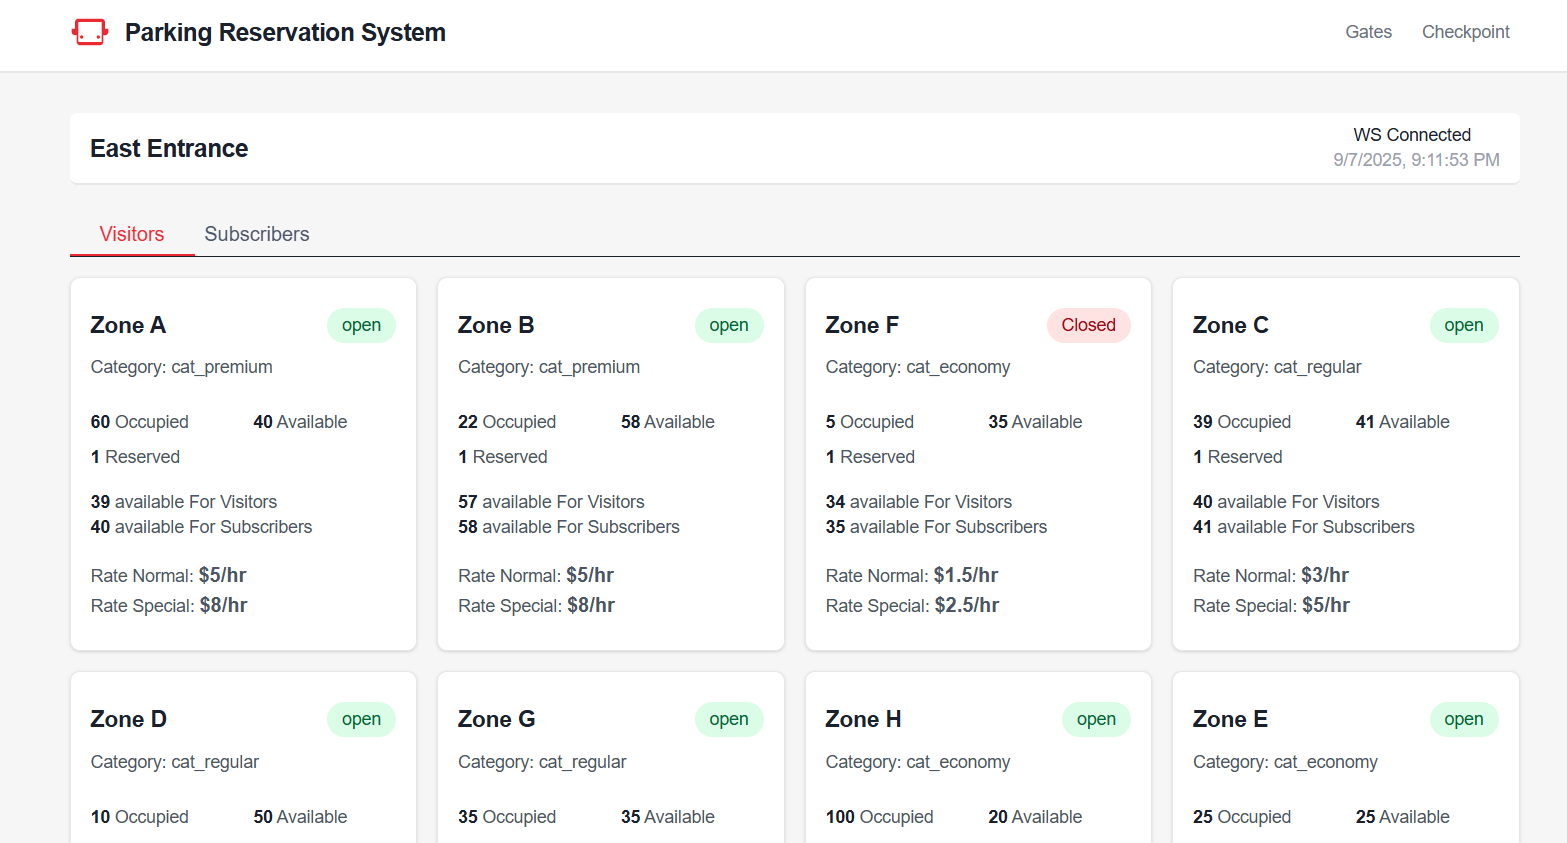 Parking Reservation System
Gates
Checkpoint
East Entrance
WS Connected
9/7/2025, 9:11:53 PM
Visitors
Subscribers
Zone A
open
Category: cat_premium
60 Occupied
40 Available
1 Reserved
39 available For Visitors
40 available For Subscribers
Rate Normal: $5/hr
Rate Special: $8/hr
Zone B
open
Category: cat_premium
22 Occupied
58 Available
1 Reserved
57 available For Visitors
58 available For Subscribers
Rate Normal: $5/hr
Rate Special: $8/hr
Zone F
Closed
Category: cat_economy
5 Occupied
35 Available
1 Reserved
34 available For Visitors
35 available For Subscribers
Rate Normal: $1.5/hr
Rate Special: $2.5/hr
Zone C
open
Category: cat_regular
39 Occupied
41 Available
1 Reserved
40 available For Visitors
41 available For Subscribers
Rate Normal: $3/hr
Rate Special: $5/hr
Zone D
open
Category: cat_regular
10 Occupied
50 Available
Zone G
open
Category: cat_regular
35 Occupied
35 Available
Zone H
open
Category: cat_economy
100 Occupied
20 Available
Zone E
open
Category: cat_economy
25 Occupied
25 Available